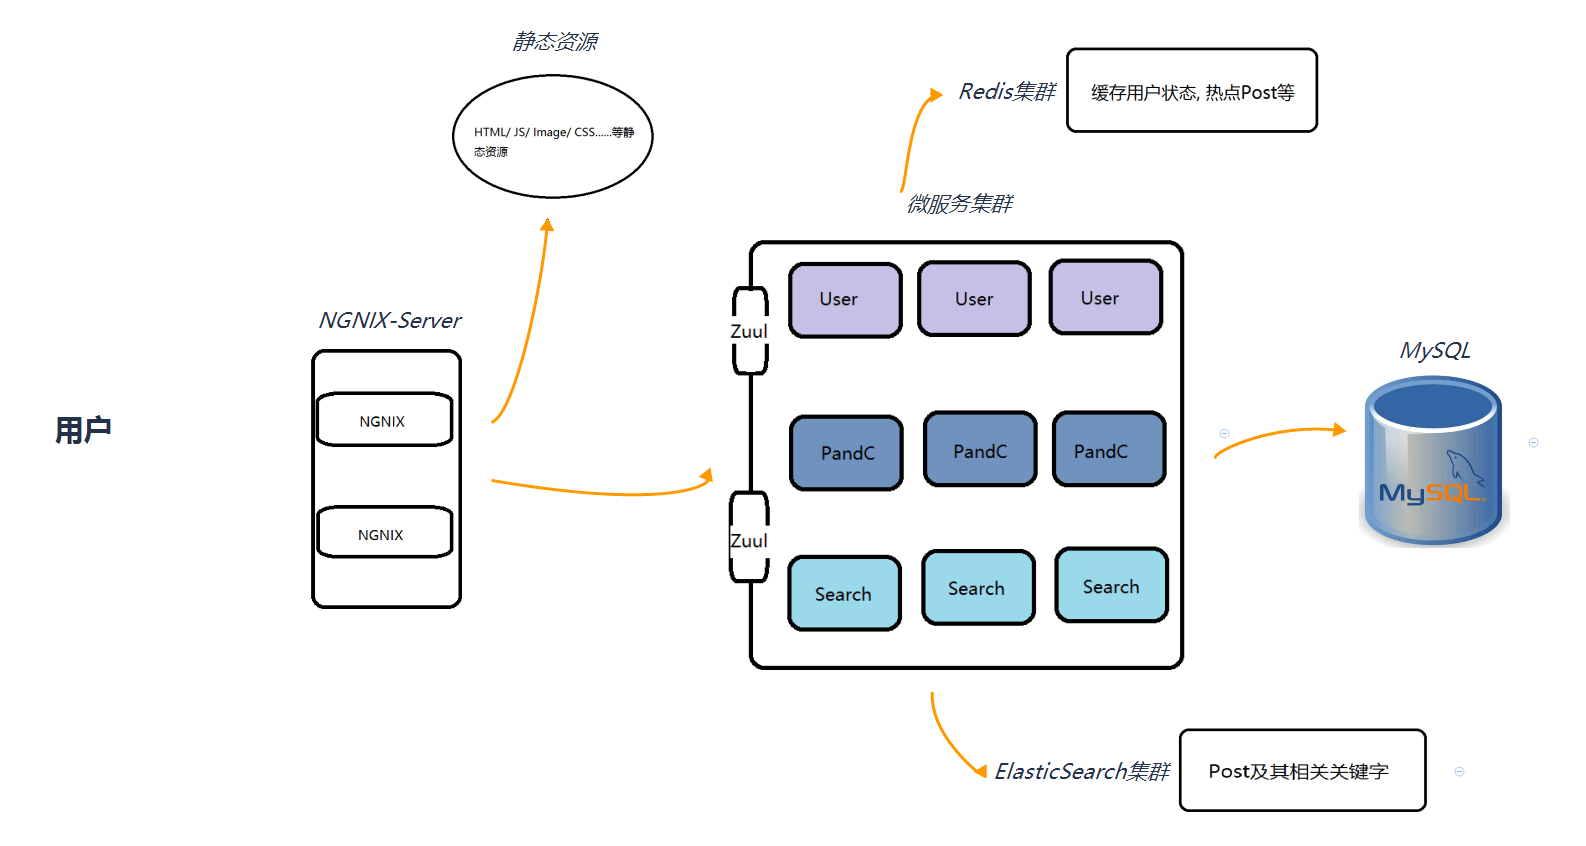 静态资源
HTML/ JS/ Image/ CSS......等静
态资源
Redis集群
缓存用户状态, 热点Post等
微服务集群
NGNIX-Server
NGNIX
NGNIX
用户
Zuul
Zuul
User
User
User
PandC
PandC
PandC
Search
Search
Search
MySQL
MySQL
ElasticSearch集群
Post及其相关关键字